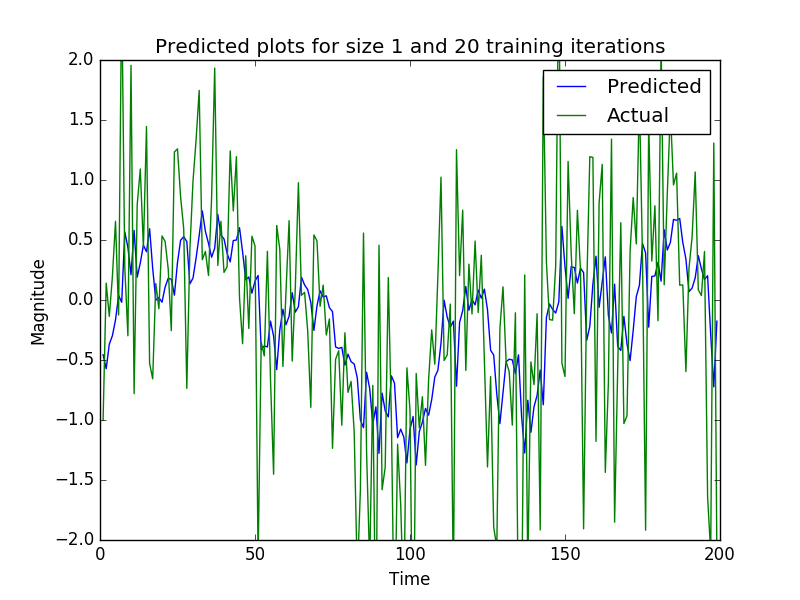 Predicted plots for size 1 and 20 training iterations
2.0
1.5
1.0
0.5
0.0
−0.5
−1.0
−1.5
−2.0
Magnitude
Predicted
Actual
0 50 100 150 200
Time